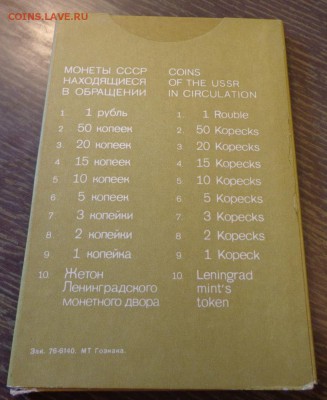 COINS.LAVE.RU
МОНЕТЫ СССР
НАХОДЯЩИЕСЯ
В ОБРАЩЕНИИ
1. 1 рубль
2. 50 копеек
3. 20 копеек
4. 15 копеек
5. 10 копеек
6. 5 копеек
7. 3 копейки
8. 2 копейки
9. 1 копейка
10. Жетон
Ленинградского
монетного двора
COINS
OF THE USSR
IN CIRCULATION
1. 1 Rouble
2. 50 Kopecks
3. 20 Kopecks
4. 15 Kopecks
5. 10 Kopecks
6. 5 Kopecks
7. 3 Kopecks
8. 2 Kopecks
9. 1 Kopeck
10. Leningrad
mint's
token
Зак. 76-9140. МТ Гознака.